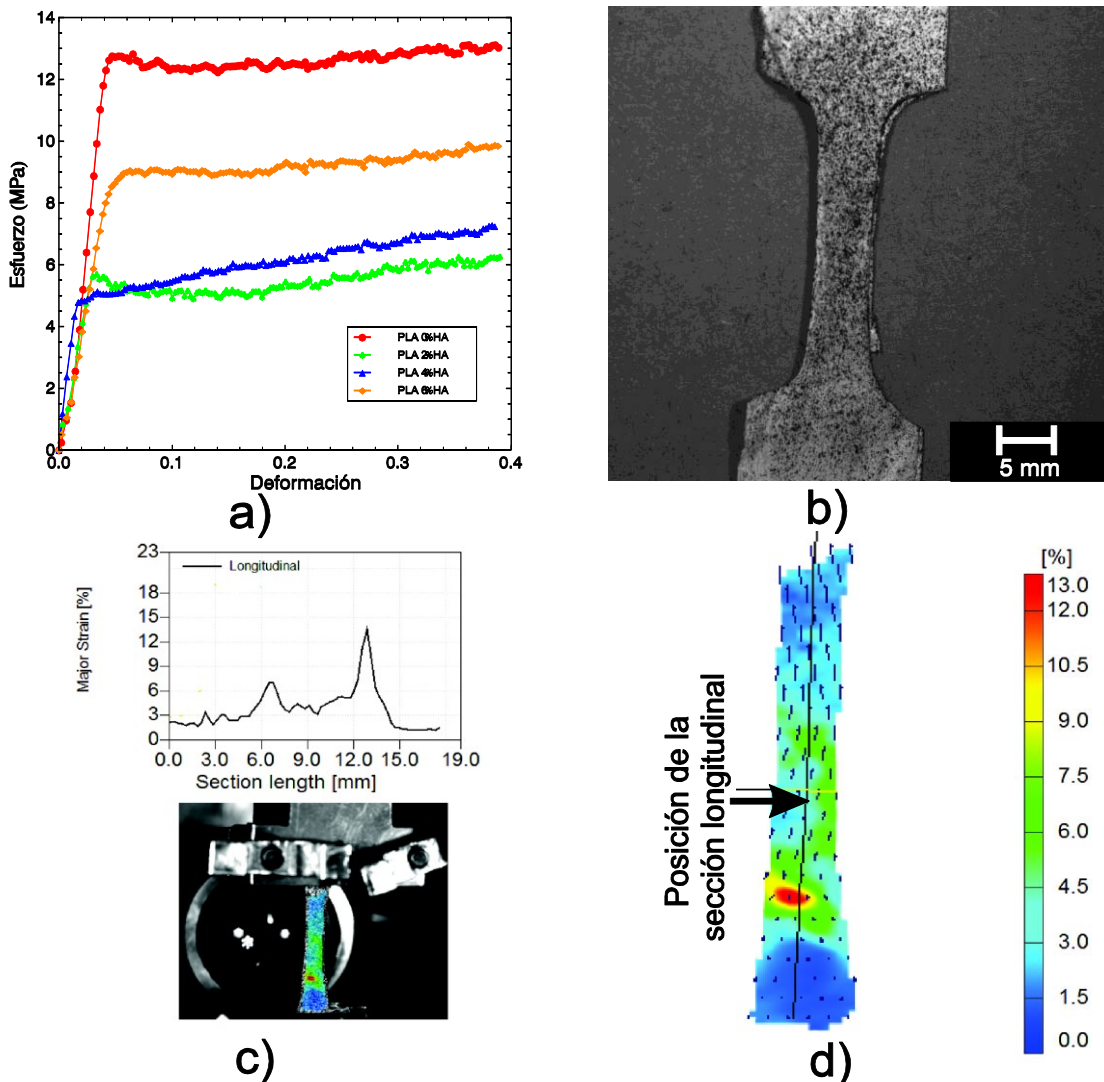 14
12
10
8
6
4
2
0
Esfuerzo (MPa)
PLA 0%HA
PLA 2%HA
PLA 4%HA
PLA 6%HA
0.0 0.1 0.2 0.3 0.4
Deformación
a)
5 mm
b)
23
18
15
12
9
6
3
0
Major Strain [%]
Longitudinal
0.0 3.0 6.0 9.0 12.0 15.0 19.0
Section length [mm]
c)
Posición de la
sección longitudinal
[%]
13.0
12.0
10.5
9.0
7.5
6.0
4.5
3.0
1.5
0.0
d)